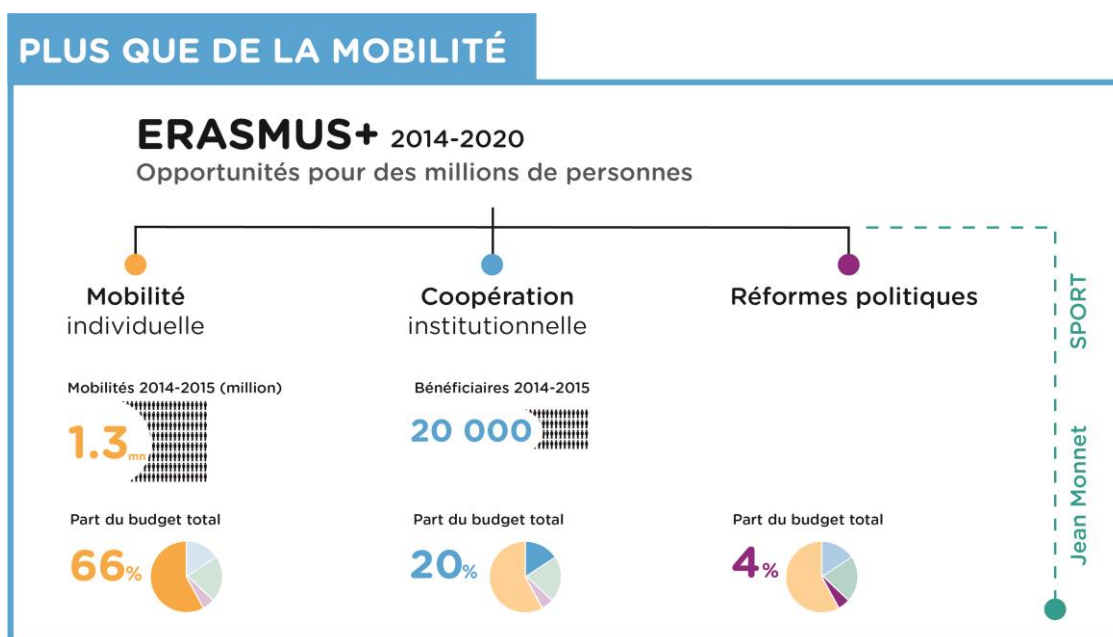 PLUS QUE DE LA MOBILITÉ
ERASMUS+ 2014-2020
Opportunités pour des millions de personnes
Mobilité
individuelle
Mobilités 2014-2015 (million)
1.3 mn
Part du budget total
66%
Coopération
institutionnelle
Bénéficiaires 2014-2015
20 000
Part du budget total
20%
Réformes politiques
Part du budget total
4%
SPORT
Jean Monnet